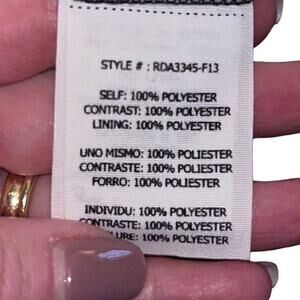 STYLE # : RDA3345-F13
SELF: 100% POLYESTER
CONTRAST: 100% POLYESTER
LINING: 100% POLYESTER
UNO MISMO: 100% POLIESTER
CONTRASTE: 100% POLIESTER
FORRO: 100% POLIESTER
INDIVIDU: 100% POLYESTER
CONTRASTE: 100% POLYESTER
100% POLYESTER